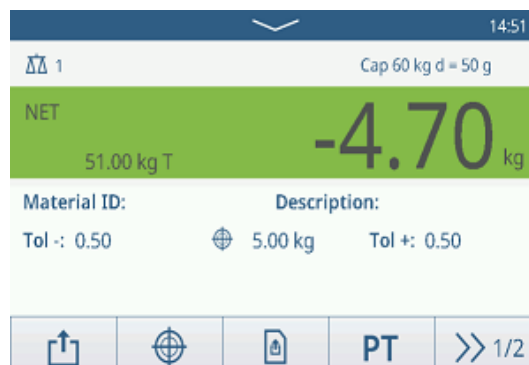 14:51
1 Cap 60 kg d = 50 g
NET
-4.70 kg
51.00 kg T
Material ID: Description:
Tol -: 0.50 5.00 kg Tol +: 0.50
PT 1/2